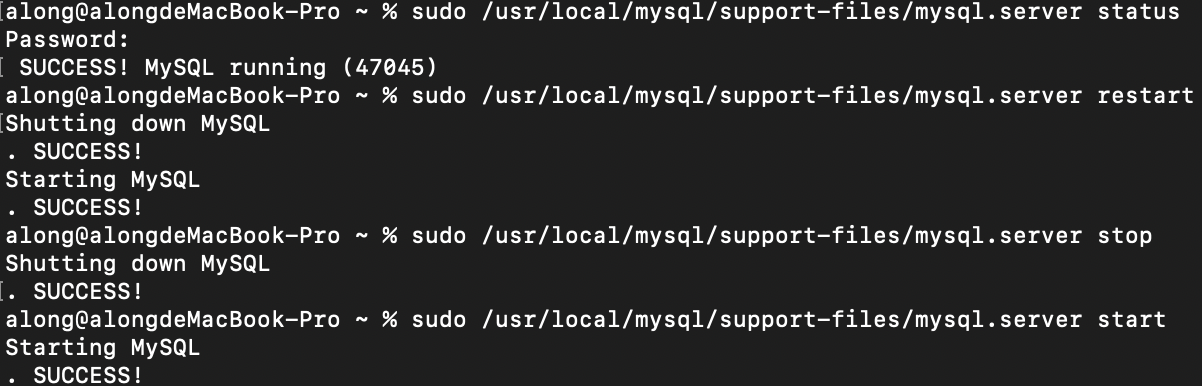 [along@alongdeMacBook-Pro ~ % sudo /usr/local/mysql/support-files/mysql.server status
Password:
[ SUCCESS! MySQL running (47045)
along@alongdeMacBook-Pro ~ % sudo /usr/local/mysql/support-files/mysql.server restart
[Shutting down MySQL
. SUCCESS!
Starting MySQL
. SUCCESS!
along@alongdeMacBook-Pro ~ % sudo /usr/local/mysql/support-files/mysql.server stop
Shutting down MySQL
[. SUCCESS!
along@alongdeMacBook-Pro ~ % sudo /usr/local/mysql/support-files/mysql.server start
Starting MySQL
. SUCCESS!